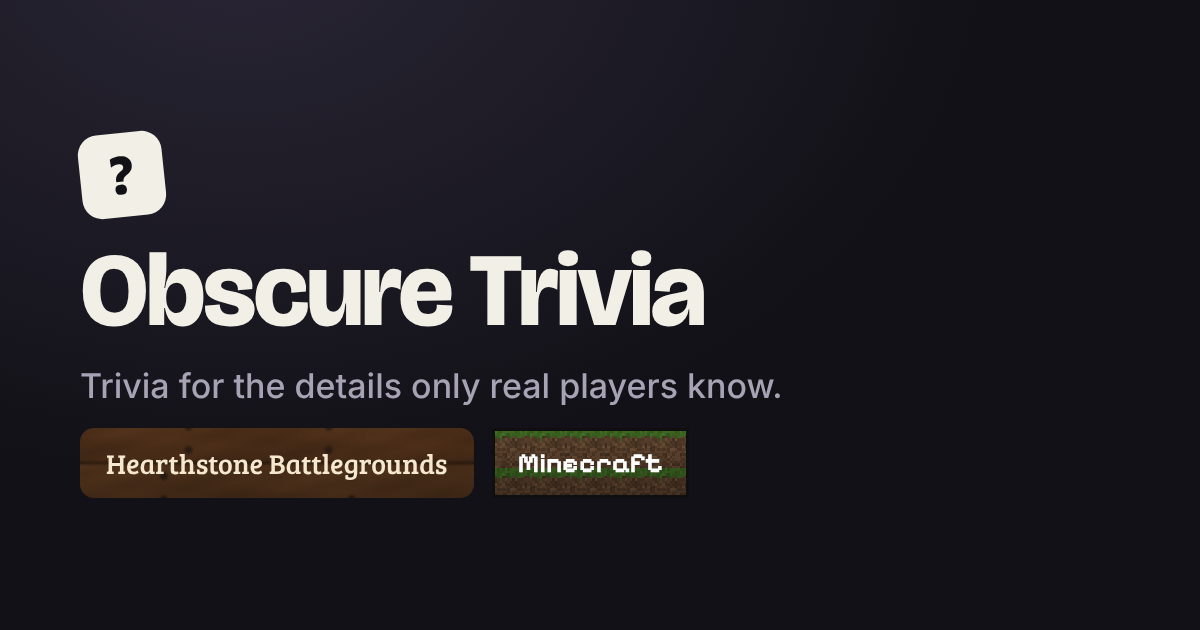 ?
Obscure Trivia
Trivia for the details only real players know.
Hearthstone Battlegrounds
Minecraft